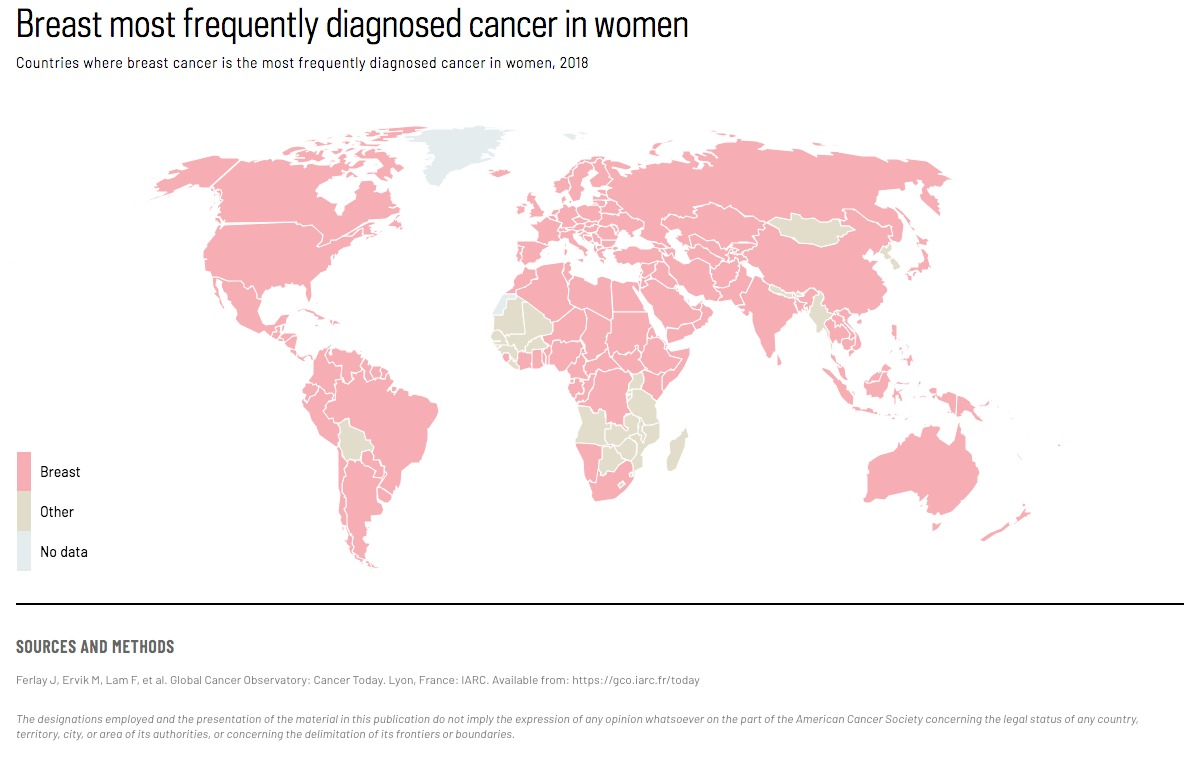 Breast most frequently diagnosed cancer in women
Countries where breast cancer is the most frequently diagnosed cancer in women, 2018
Breast
Other
No data
SOURCES AND METHODS
Ferlay J, Ervik M, Lam F, et al. Global Cancer Observatory: Cancer Today. Lyon, France: IARC. Available from: https://gco.iarc.fr/today
The designations employed and the presentation of the material in this publication do not imply the expression of any opinion whatsoever on the part of the American Cancer Society concerning the legal status of any country,
territory, city, or area of its authorities, or concerning the delimitation of its frontiers or boundaries.